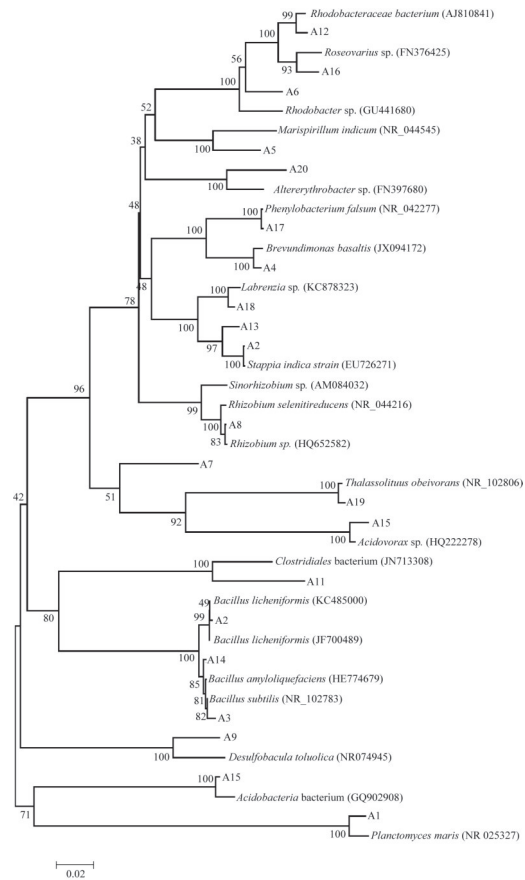 99
Rhodobacteraceae bacterium (AJ810841)
A12
100
Roseovarius sp. (FN376425)
56
93
A16
100
A6
52
Rhodobacter sp. (GU441680)
Marispirillum indicum (NR_044545)
38
100
A5
A20
100
Altererythrobacter sp. (FN397680)
48
Phenylobacterium falsum (NR_042277)
100
100
A17
Brevundimonas basaltis (JX094172)
100
A4
48
Labrenzia sp. (KC878323)
100
78
A18
100
A13
97
A2
100
Stappia indica strain (EU726271)
Sinorhizobium sp. (AM084032)
96
99
Rhizobium selenitireducens (NR_044216)
100
A8
83
Rhizobium sp. (HQ652582)
A7
51
100
Thalassolituus obeivorans (NR_102806)
42
A19
92
A15
100
Acidovorax sp. (HQ222278)
100
Clostridiales bacterium (JN713308)
A11
80
49
Bacillus licheniformis (KC485000)
99
A2
Bacillus licheniformis (JF700489)
100
A14
85
Bacillus amyloliquefaciens (HE774679)
81
Bacillus subtilis (NR_102783)
82
A3
A9
100
Desulfobacula toluolica (NR074945)
100
A15
Acidobacteria bacterium (GQ902908)
71
A1
100
Planctomyces maris (NR 025327)
0.02